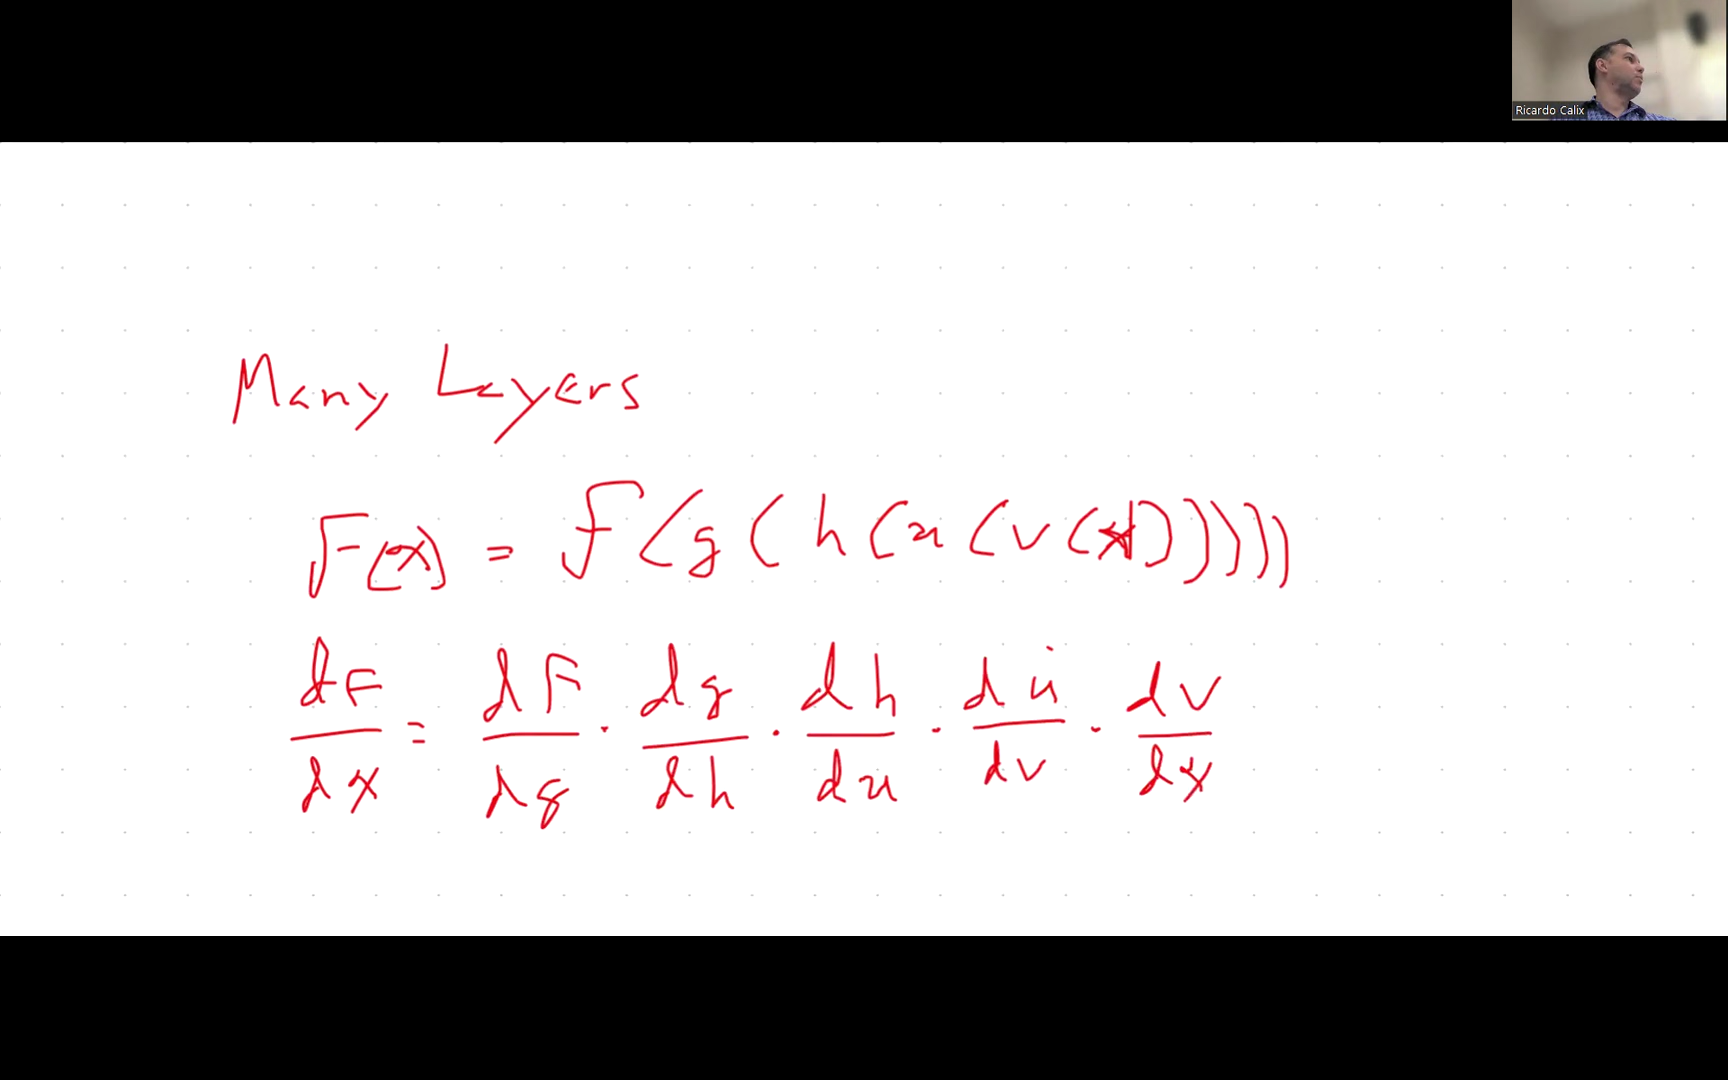 Ricardo Calix
Many Layers
F(x) = f(g(h(u(v(x)))))
dF/dx = dF/dg · dg/dh · dh/du · du/dv · dv/dx